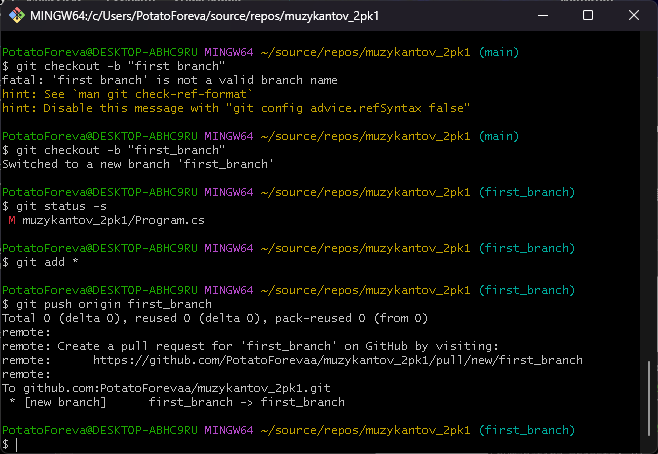 MINGW64:/c/Users/PotatoForeva/source/repos/muzykantov_2pk1
PotatoForeva@DESKTOP-ABHC9RU MINGW64 ~/source/repos/muzykantov_2pk1 (main)
$ git checkout -b "first branch"
fatal: 'first branch' is not a valid branch name
hint: See `man git check-ref-format`
hint: Disable this message with "git config advice.refSyntax false"
PotatoForeva@DESKTOP-ABHC9RU MINGW64 ~/source/repos/muzykantov_2pk1 (main)
$ git checkout -b "first_branch"
Switched to a new branch 'first_branch'
PotatoForeva@DESKTOP-ABHC9RU MINGW64 ~/source/repos/muzykantov_2pk1 (first_branch)
$ git status -s
 M muzykantov_2pk1/Program.cs
PotatoForeva@DESKTOP-ABHC9RU MINGW64 ~/source/repos/muzykantov_2pk1 (first_branch)
$ git add *
PotatoForeva@DESKTOP-ABHC9RU MINGW64 ~/source/repos/muzykantov_2pk1 (first_branch)
$ git push origin first_branch
Total 0 (delta 0), reused 0 (delta 0), pack-reused 0 (from 0)
remote:
remote: Create a pull request for 'first_branch' on GitHub by visiting:
remote:      https://github.com/PotatoForevaa/muzykantov_2pk1/pull/new/first_branch
remote:
To github.com:PotatoForevaa/muzykantov_2pk1.git
 * [new branch]      first_branch -> first_branch
PotatoForeva@DESKTOP-ABHC9RU MINGW64 ~/source/repos/muzykantov_2pk1 (first_branch)
$